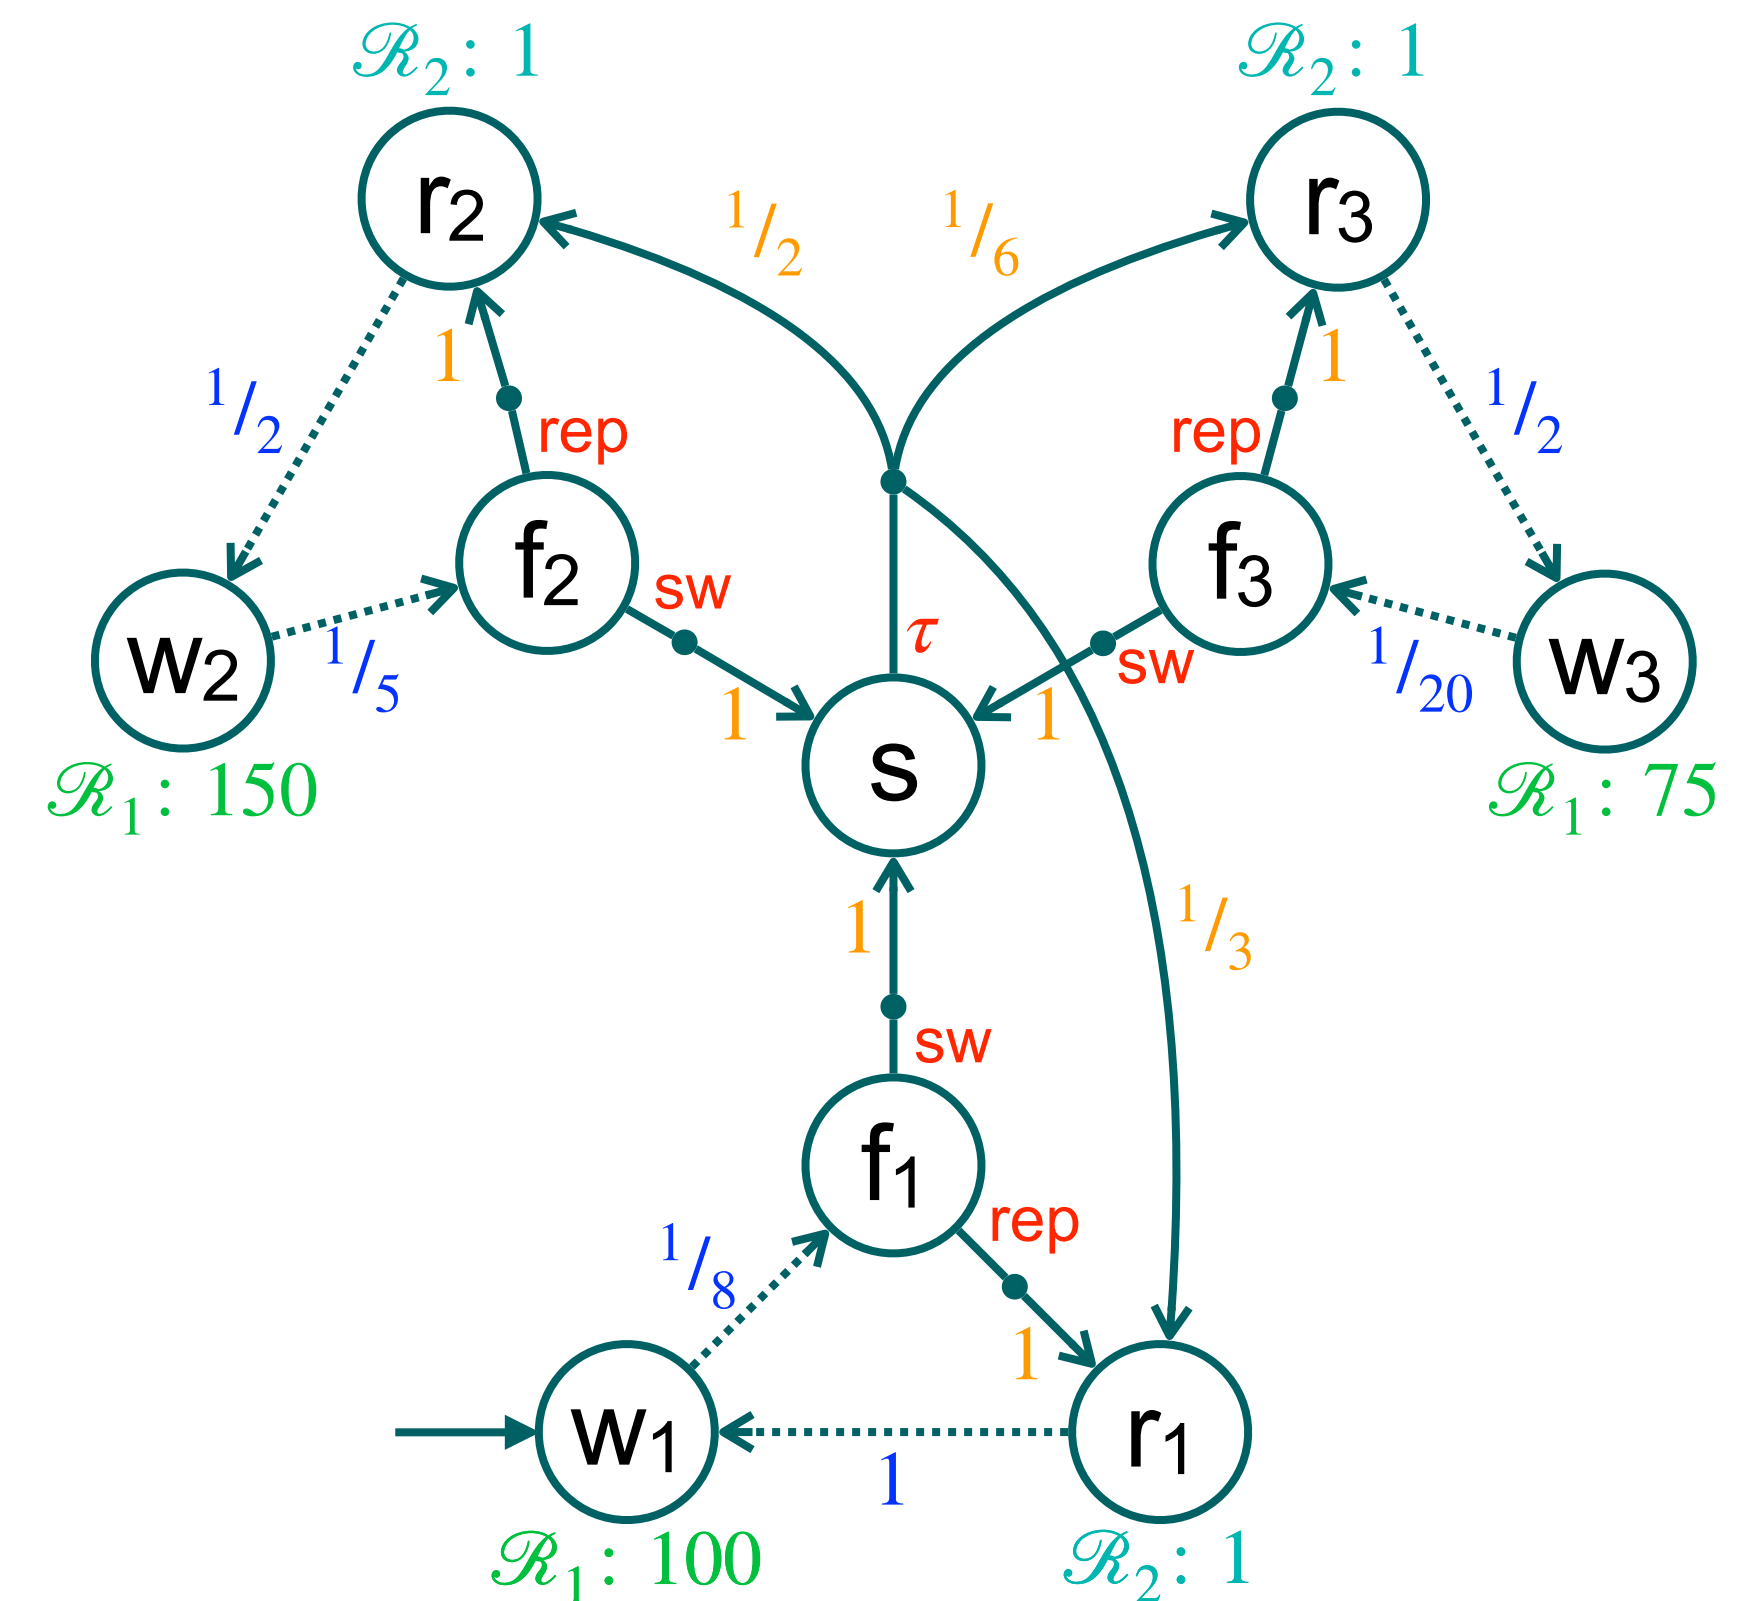 ℛ₂ : 1
ℛ₂ : 1
r₂
r₃
¹/₂
¹/₆
1
1
¹/₂
¹/₂
rep
rep
f₂
f₃
sw
τ
sw
w₂
w₃
¹/₅
¹/₂₀
1
1
s
ℛ₁ : 150
ℛ₁ : 75
1
¹/₃
sw
f₁
rep
¹/₈
1
w₁
r₁
1
ℛ₁ : 100
ℛ₂ : 1